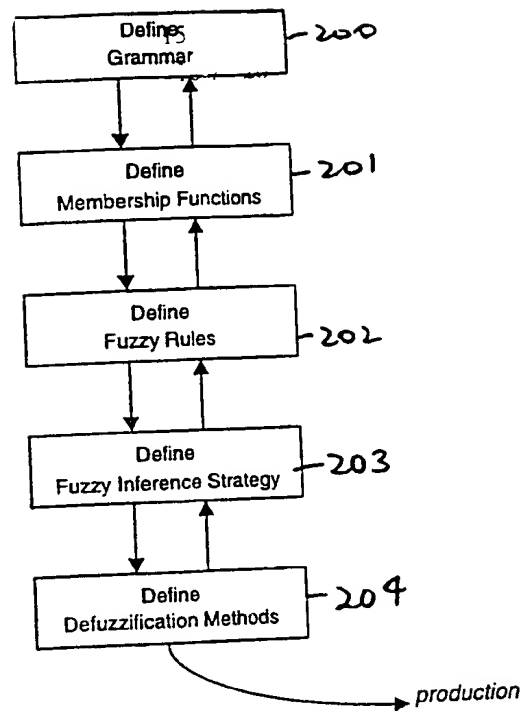 Define
Grammar
200
Define
Membership Functions
201
Define
Fuzzy Rules
202
Define
Fuzzy Inference Strategy
203
Define
Defuzzification Methods
204
production